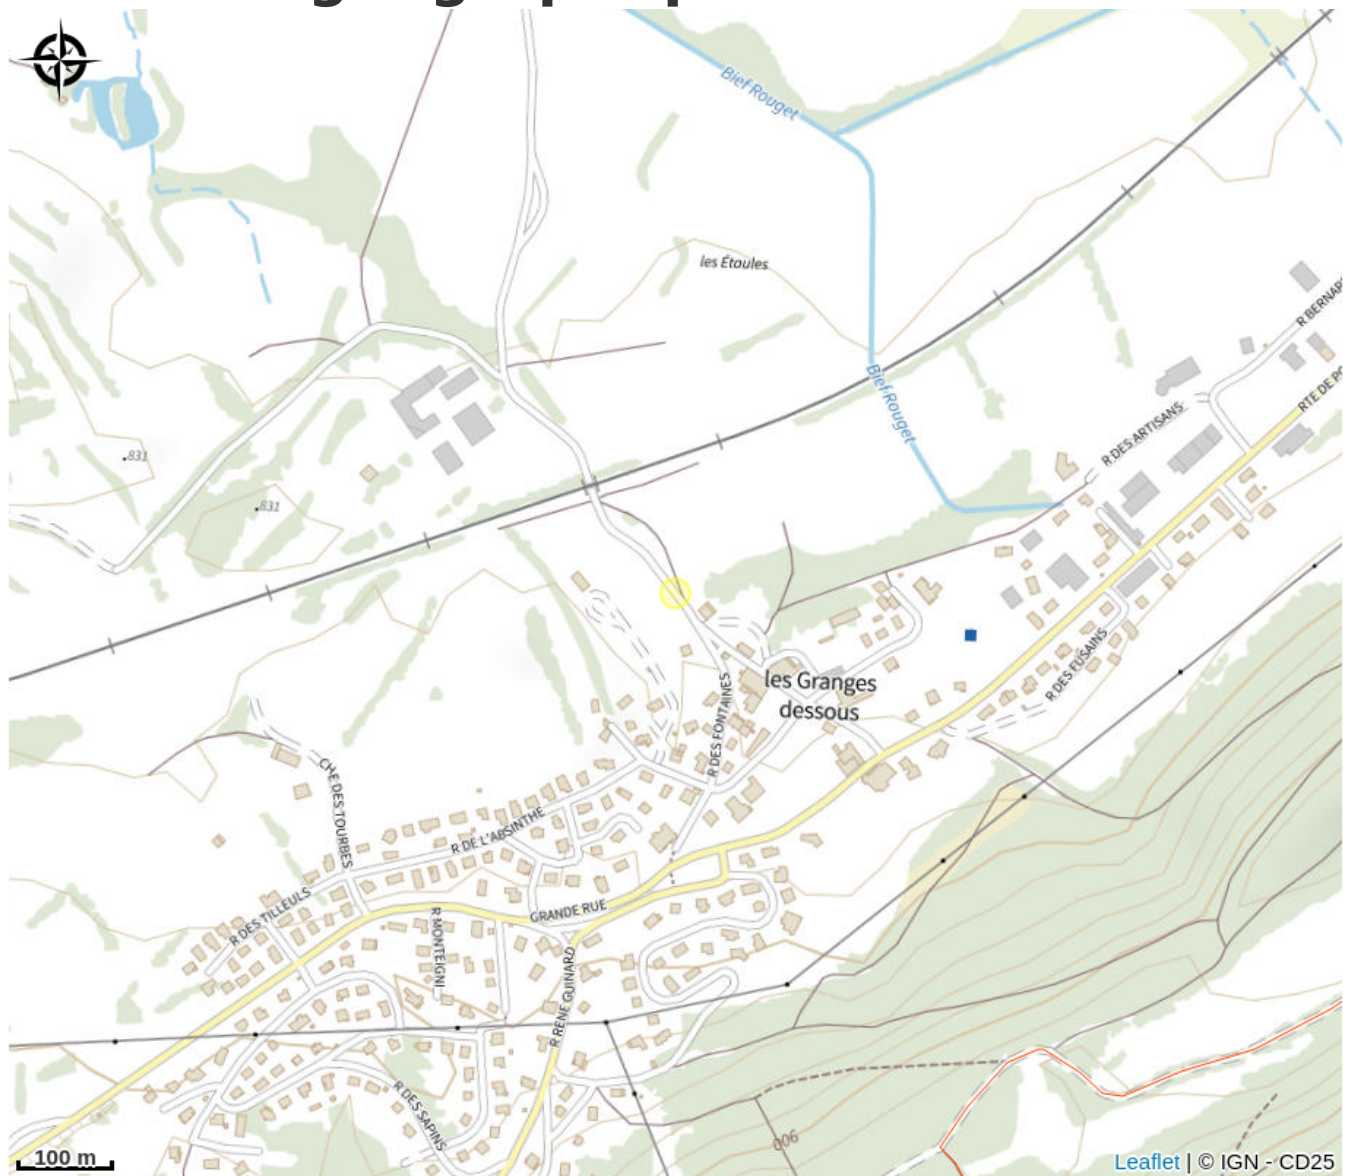 Bief Rouget
les Étaules
R BERNAR
Bief Rouget
RTE DE PO
R DES ARTISANS
831
831
les Granges
dessous
R DES FUSAINS
R DES FONTAINES
CHE DES TOURBES
R DE L'ABSINTHE
R DES TILLEULS
GRANDE RUE
R MONTEIGNI
R RENE GUINARD
R DES SAPINS
900
100 m
Leaflet | © IGN - CD25